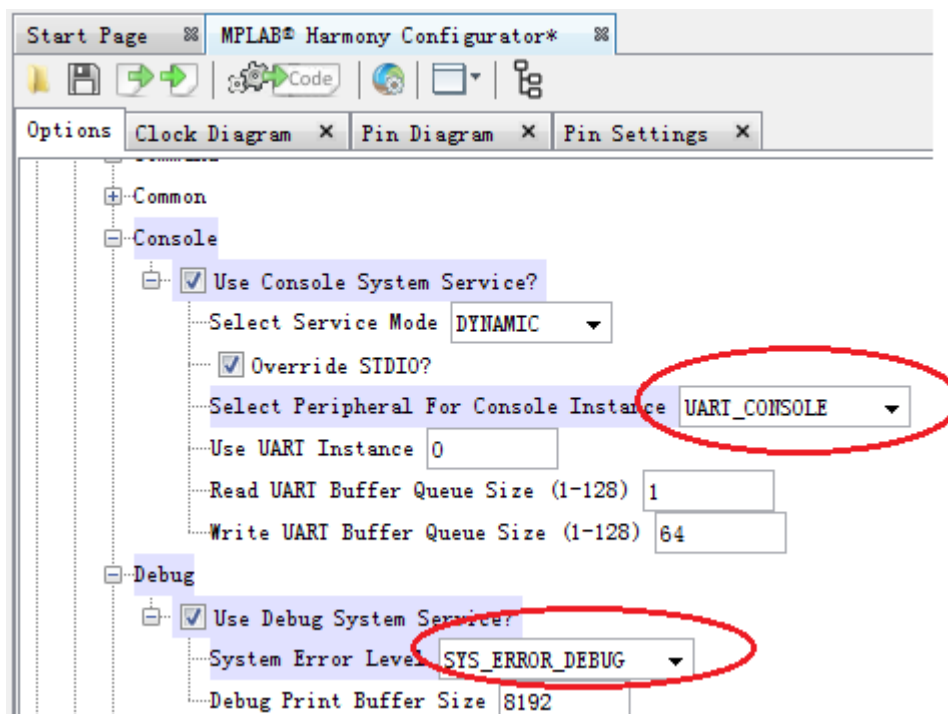 Start Page MPLAB® Harmony Configurator*
Code
Options Clock Diagram Pin Diagram Pin Settings
Command
Common
Console
Use Console System Service?
Select Service Mode DYNAMIC
Override STDIO?
Select Peripheral For Console Instance UART_CONSOLE
Use UART Instance 0
Read UART Buffer Queue Size (1-128) 1
Write UART Buffer Queue Size (1-128) 64
Debug
Use Debug System Service?
System Error Level SYS_ERROR_DEBUG
Debug Print Buffer Size 8192